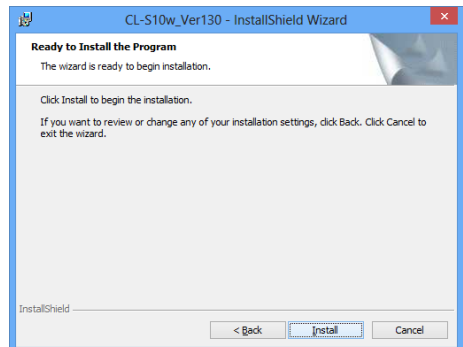 CL-S10w_Ver130 - InstallShield Wizard
Ready to Install the Program
The wizard is ready to begin installation.
Click Install to begin the installation.
If you want to review or change any of your installation settings, click Back. Click Cancel to
exit the wizard.
InstallShield
< Back Install Cancel